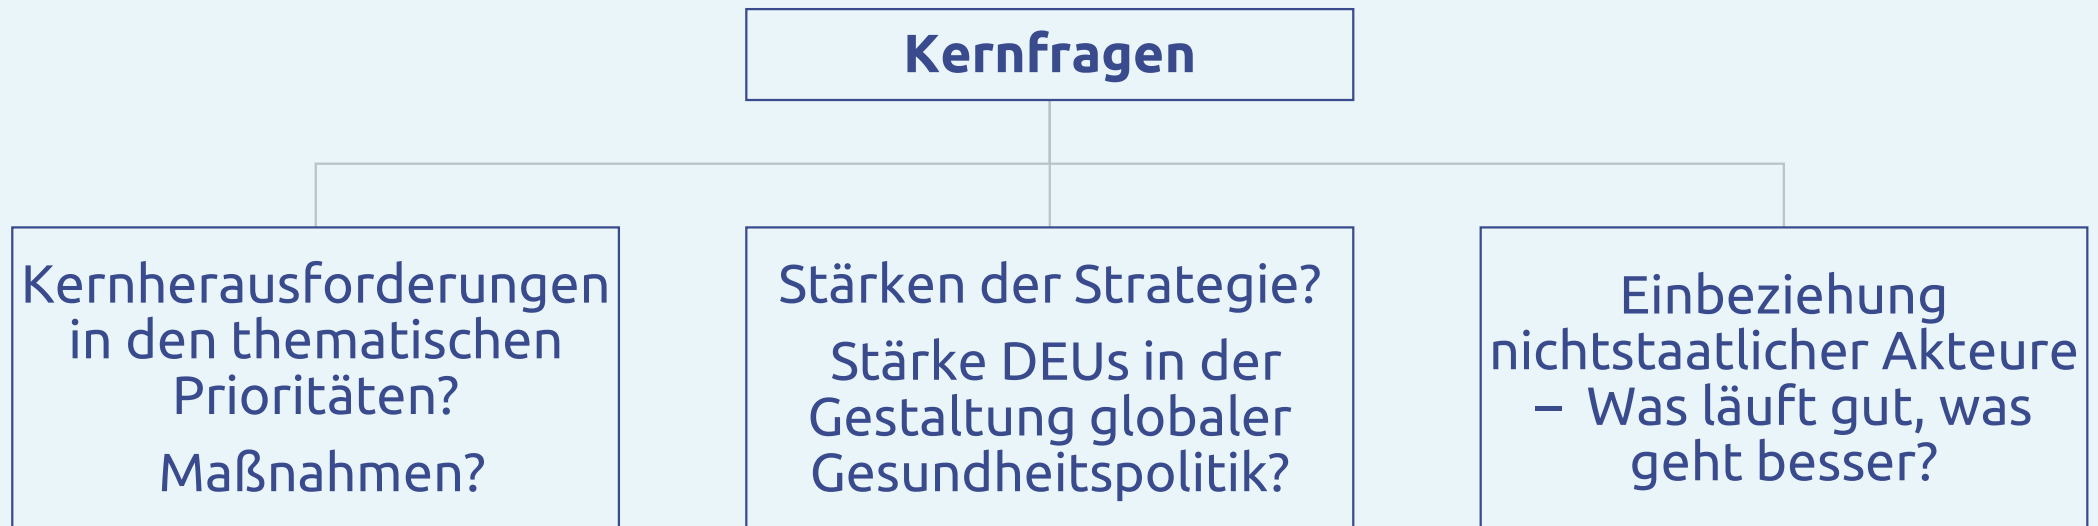 Kernfragen
Kernherausforderungen
in den thematischen
Prioritäten?
Maßnahmen?
Stärken der Strategie?
Stärke DEUs in der
Gestaltung globaler
Gesundheitspolitik?
Einbeziehung
nichtstaatlicher Akteure
– Was läuft gut, was
geht besser?